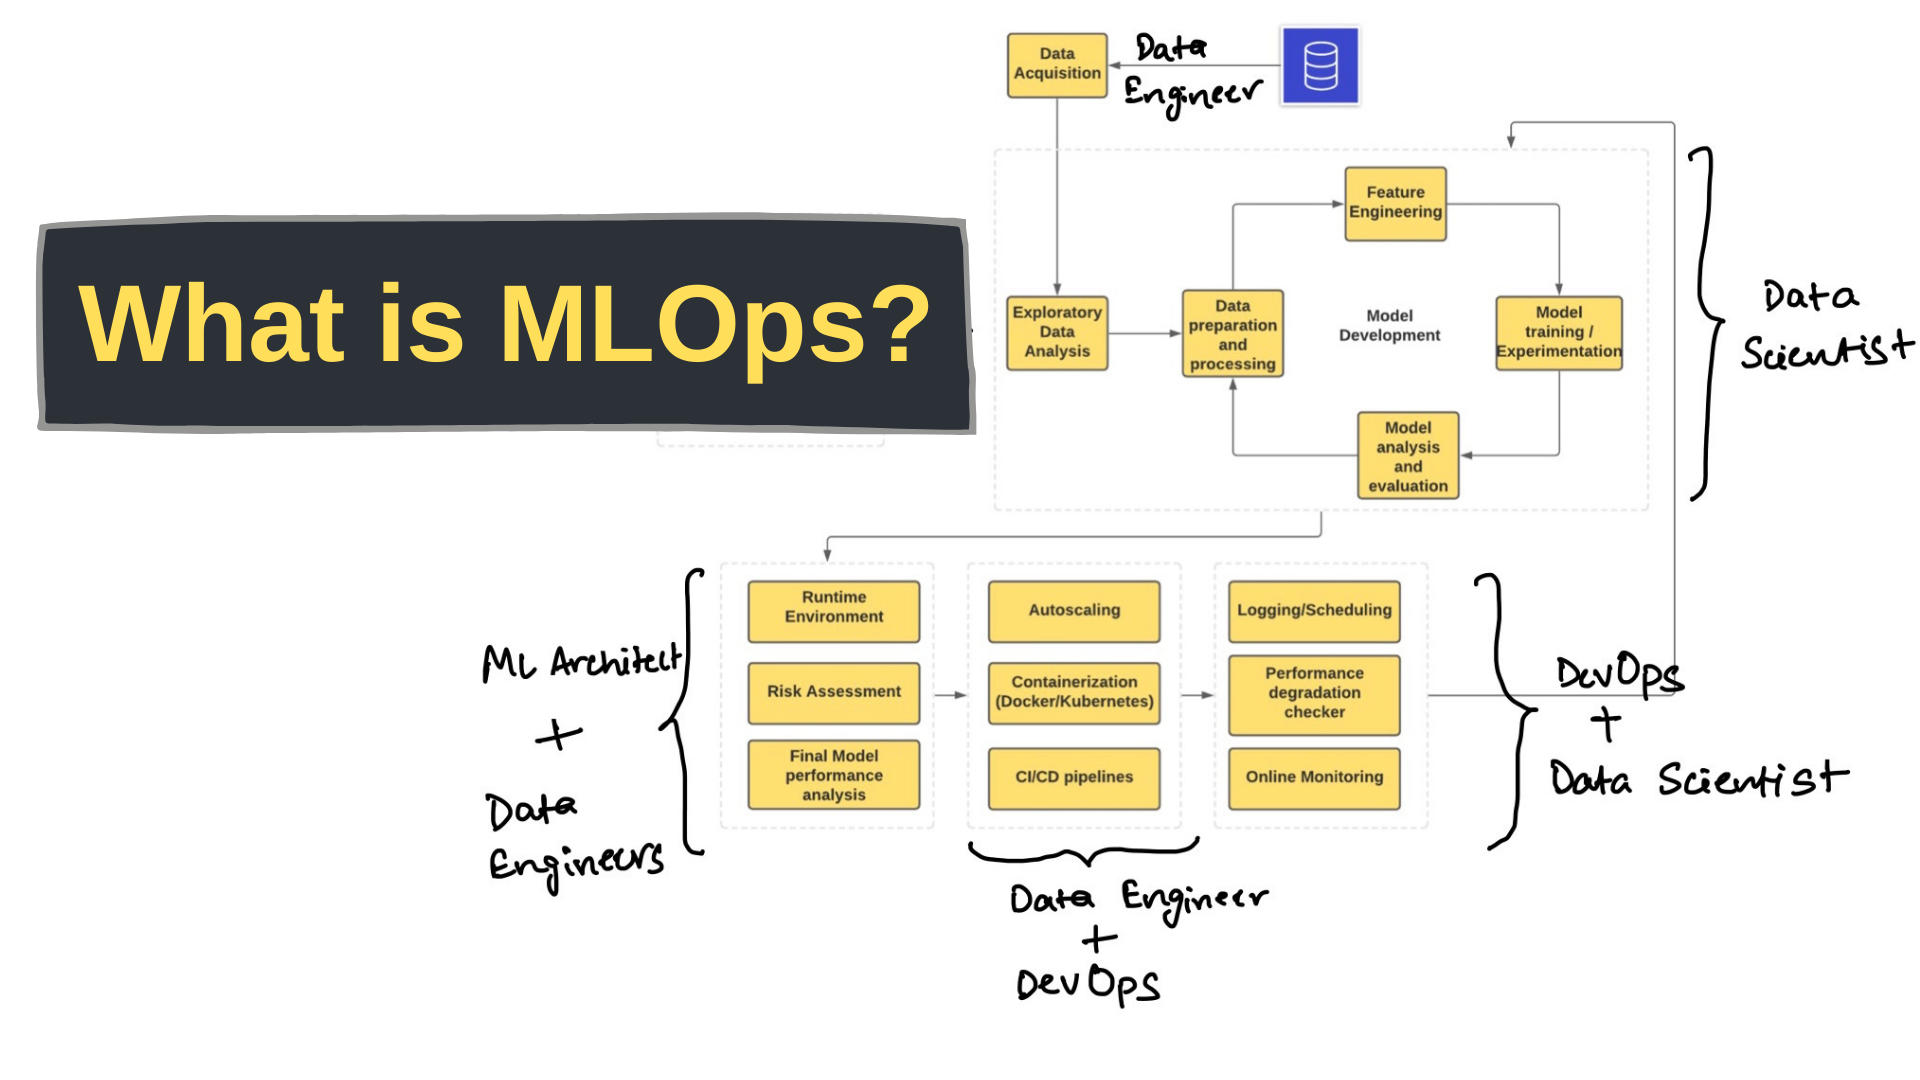 What is MLOps?
Data
Acquisition
Data
Engineer
Feature
Engineering
Exploratory
Data
Analysis
Data
preparation
and
processing
Model
Development
Model
training /
Experimentation
Model
analysis
and
evaluation
Data
Scientist
Runtime
Environment
Risk Assessment
Final Model
performance
analysis
Autoscaling
Containerization
(Docker/Kubernetes)
CI/CD pipelines
Logging/Scheduling
Performance
degradation
checker
Online Monitoring
ML Architect
+
Data
Engineers
Data Engineer
+
DevOps
DevOps
+
Data Scientist